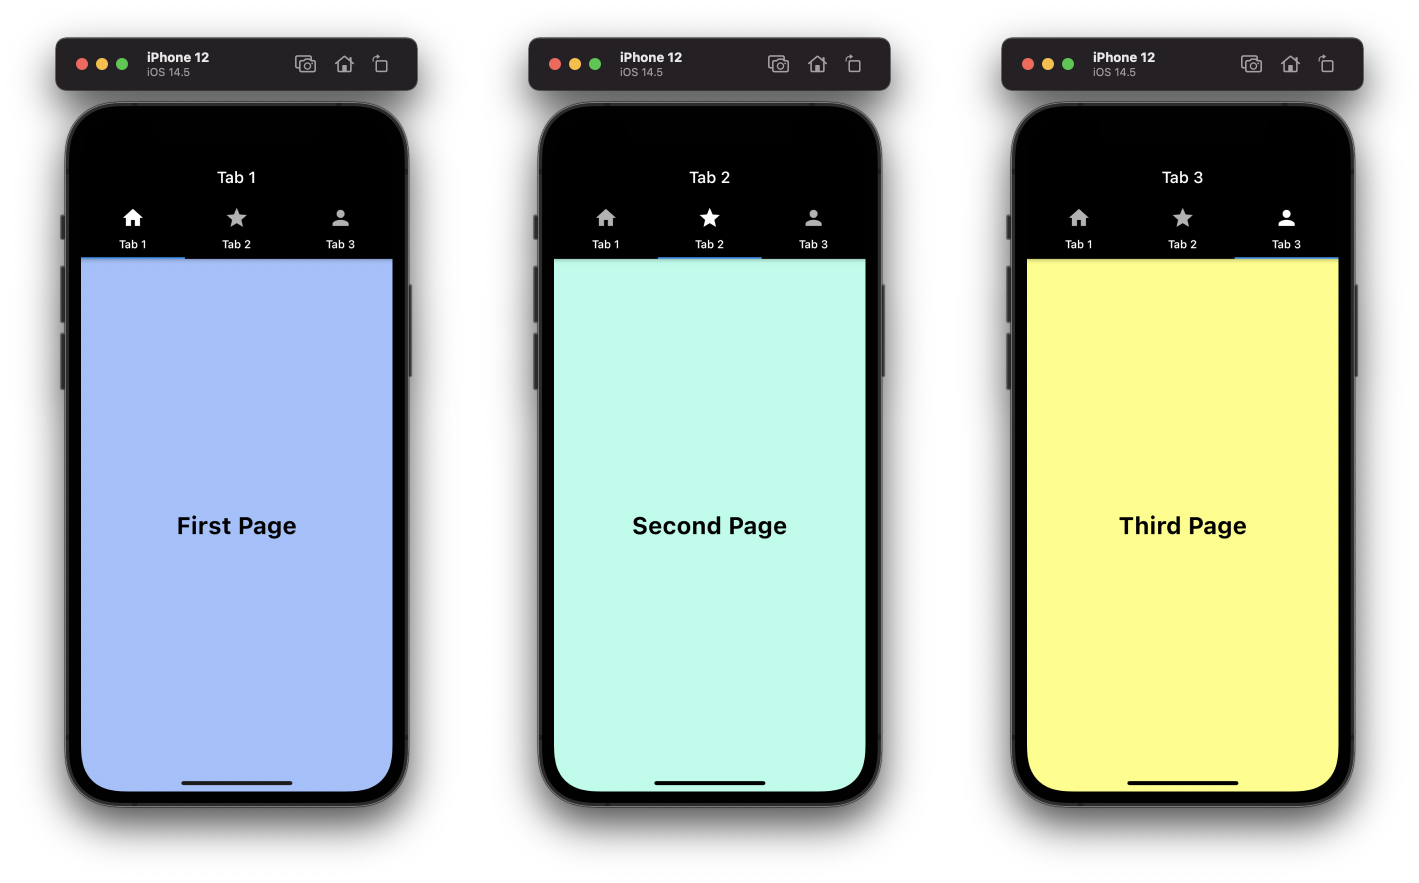 iPhone 12
iOS 14.5
Tab 1
Tab 1 Tab 2 Tab 3
First Page
iPhone 12
iOS 14.5
Tab 2
Tab 1 Tab 2 Tab 3
Second Page
iPhone 12
iOS 14.5
Tab 3
Tab 1 Tab 2 Tab 3
Third Page